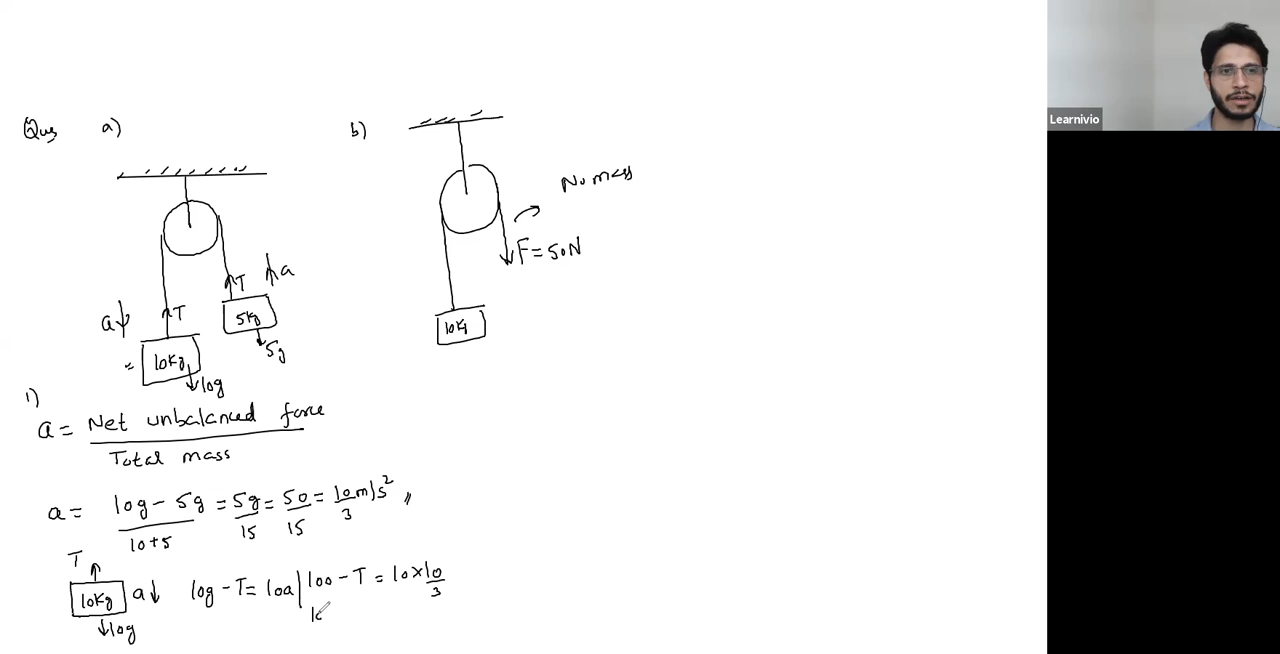 Qus a)
b)
No mass
F = 50N
T
a
a
T
5kg
5g
10kg
10kg
10g
1)
a = Net unbalanced force
Total mass
a = 10g - 5g = 5g = 50 = 10 m/s²
10+5 15 15 3
T
10kg a 10g - T = 10a | 100 - T = 10 × 10
3
10g
Learnivio